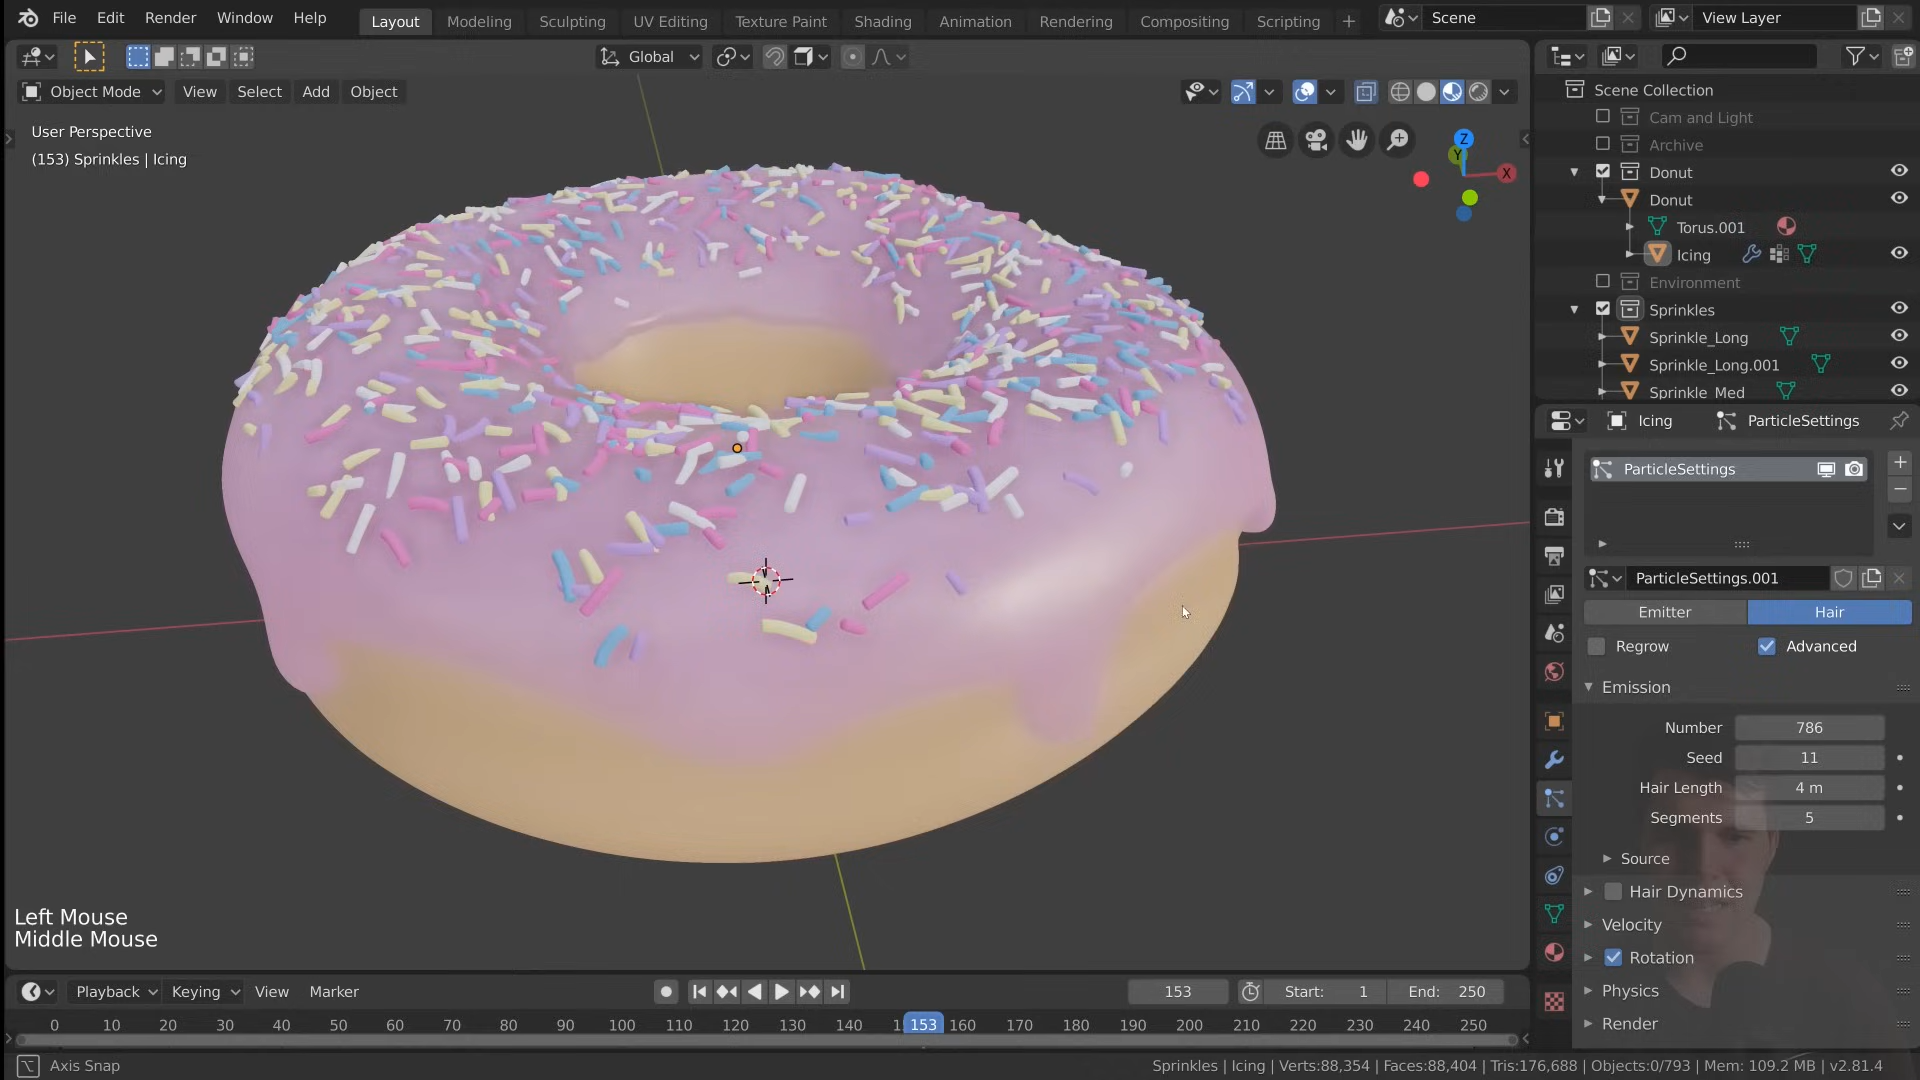 File Edit Render Window Help Layout Modeling Sculpting UV Editing Texture Paint Shading Animation Rendering Compositing Scripting + Scene View Layer
Global
Object Mode View Select Add Object
User Perspective
(153) Sprinkles | Icing
Z
Y
X
Scene Collection
Cam and Light
Archive
Donut
Donut
Torus.001
Icing
Environment
Sprinkles
Sprinkle_Long
Sprinkle_Long.001
Sprinkle_Med
Icing ParticleSettings
ParticleSettings
ParticleSettings.001
Emitter Hair
Regrow Advanced
Emission
Number 786
Seed 11
Hair Length 4 m
Segments 5
Source
Hair Dynamics
Velocity
Rotation
Physics
Render
Left Mouse
Middle Mouse
Playback Keying View Marker 153 Start: 1 End: 250
0 10 20 30 40 50 60 70 80 90 100 110 120 130 140 153 160 170 180 190 200 210 220 230 240 250
Axis Snap
Sprinkles | Icing | Verts:88,354 | Faces:88,404 | Tris:176,688 | Objects:0/793 | Mem: 109.2 MB | v2.81.4